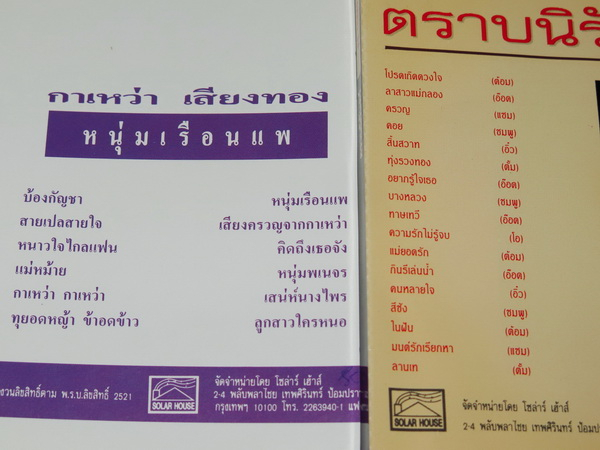 กาเหว่า เสียงทอง
หนุ่มเรือนแพ
บ้องกัญชา
สายเปลสายใจ
หนาวใจไกลแฟน
แม่หม้าย
กาเหว่า กาเหว่า
ทุยอดหญ้า ข้าอดข้าว
หนุ่มเรือนแพ
เสียงครวญจากกาเหว่า
คิดถึงเธอจัง
หนุ่มพเนจร
เสน่ห์นางไพร
ลูกสาวใครหนอ
สงวนลิขสิทธิ์ตาม พ.ร.บ.ลิขสิทธิ์ 2521
SOLAR HOUSE
จัดจำหน่ายโดย โซล่าร์ เฮ้าส์
2-4 พลับพลาไชย เทพศิรินทร์ ป้อมปราบ
กรุงเทพฯ 10100 โทร. 2263940-1
ตราบนิรั
โปรดเกิดดวงใจ (ต้อม)
ลาสาวแม่กลอง (อ๊อด)
ครวญ (แซม)
คอย (ชมพู)
สิ้นสวาท (อิ๋ว)
ทุ่งรวงทอง (ตั้ม)
อยากรู้ใจเธอ (อ๊อด)
บางหลวง (ชมพู)
ทาษเทวี (อ๊อด)
ความรักไม่รู้จบ (โอ)
แม่ยอดรัก (ต้อม)
กินรีเล่นน้ำ (อ๊อด)
คนหลายใจ (อิ๋ว)
สีชัง (ชมพู)
ในฝัน (ต้อม)
มนต์รักเรียกหา (แซม)
ลานเท (ตั้ม)
SOLAR HOUSE
จัดจำหน่ายโดย โซล่าร์ เฮ้าส์
2-4 พลับพลาไชย เทพศิรินทร์ ป้อม